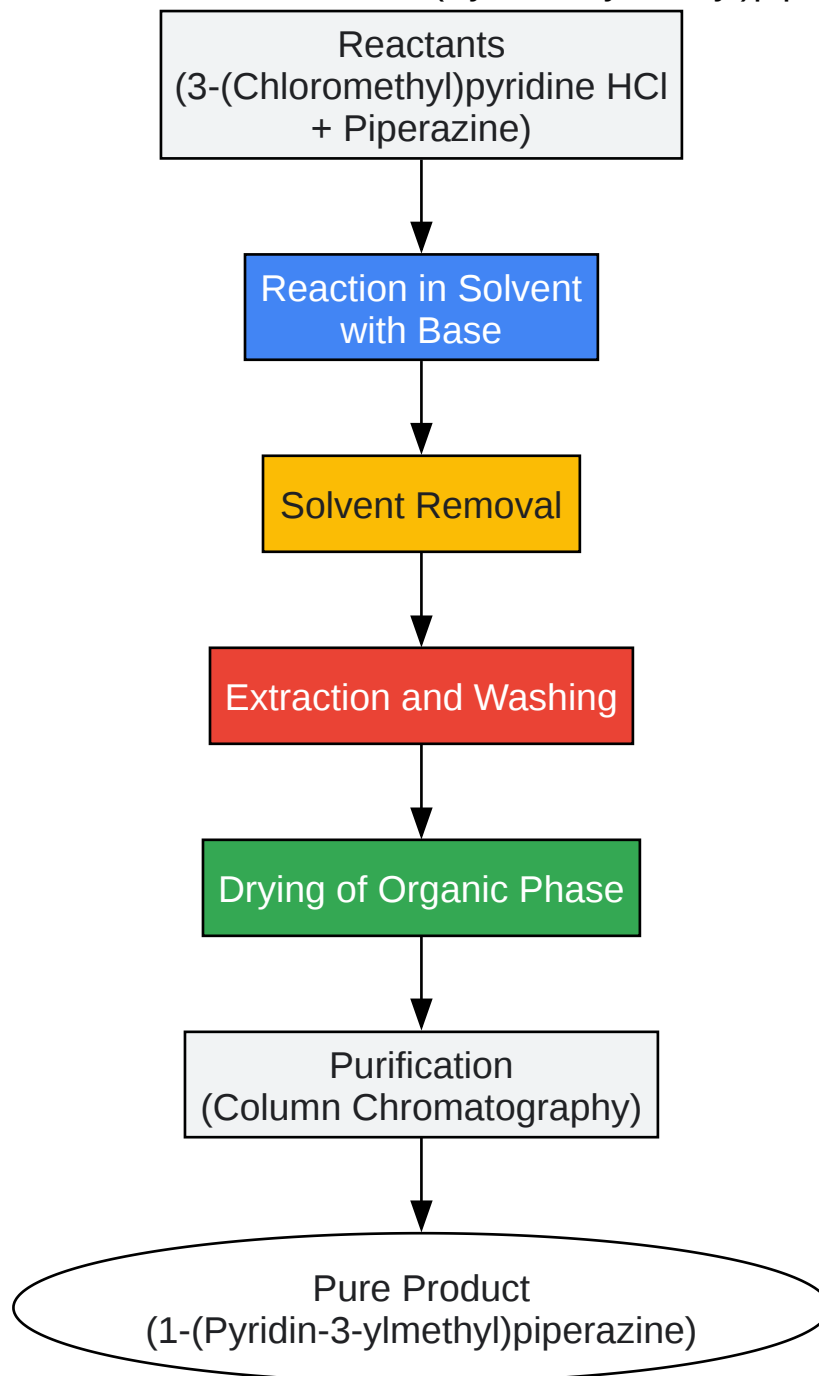 Reactants
(3-(Chloromethyl)pyridine HCl
+ Piperazine)
Reaction in Solvent
with Base
Solvent Removal
Extraction and Washing
Drying of Organic Phase
Purification
(Column Chromatography)
Pure Product
(1-(Pyridin-3-ylmethyl)piperazine)